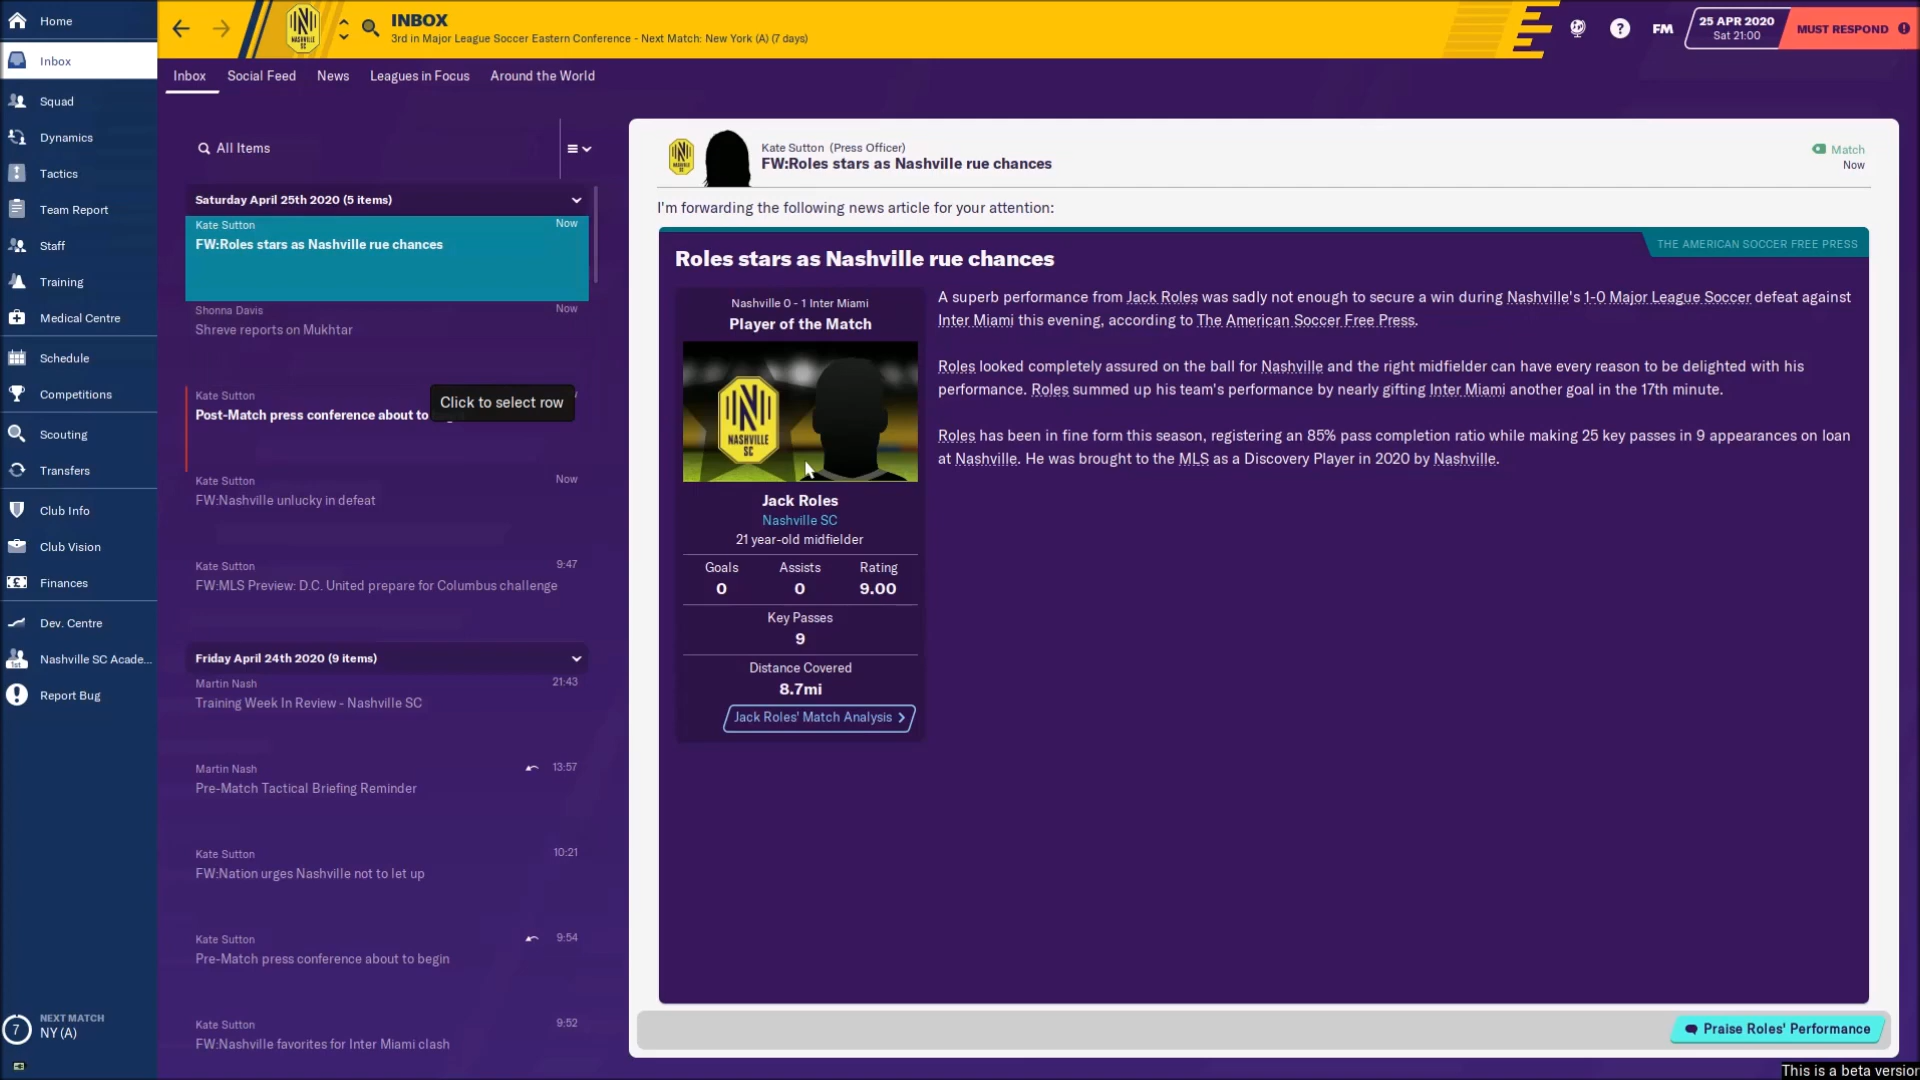 Home
Inbox
Squad
Dynamics
Tactics
Team Report
Staff
Training
Medical Centre
Schedule
Competitions
Scouting
Transfers
Club Info
Club Vision
Finances
Dev. Centre
1st
Nashville SC Acade...
Report Bug
7
NEXT MATCH
NY (A)
NASHVILLE SC
INBOX
3rd in Major League Soccer Eastern Conference - Next Match: New York (A) (7 days)
?
FM
25 APR 2020
Sat 21:00
MUST RESPOND
Inbox
Social Feed
News
Leagues in Focus
Around the World
All Items
Saturday April 25th 2020 (5 items)
Kate Sutton
Now
FW:Roles stars as Nashville rue chances
Shonna Davis
Now
Shreve reports on Mukhtar
Kate Sutton
Post-Match press conference about to
Click to select row
Kate Sutton
Now
FW:Nashville unlucky in defeat
Kate Sutton
9:47
FW:MLS Preview: D.C. United prepare for Columbus challenge
Friday April 24th 2020 (9 items)
Martin Nash
21:43
Training Week In Review - Nashville SC
Martin Nash
13:57
Pre-Match Tactical Briefing Reminder
Kate Sutton
10:21
FW:Nation urges Nashville not to let up
Kate Sutton
9:54
Pre-Match press conference about to begin
Kate Sutton
9:52
FW:Nashville favorites for Inter Miami clash
Kate Sutton (Press Officer)
FW:Roles stars as Nashville rue chances
Match
Now
I'm forwarding the following news article for your attention:
THE AMERICAN SOCCER FREE PRESS
Roles stars as Nashville rue chances
Nashville 0 - 1 Inter Miami
Player of the Match
NASHVILLE
SC
Jack Roles
Nashville SC
21 year-old midfielder
Goals Assists Rating
0 0 9.00
Key Passes
9
Distance Covered
8.7mi
Jack Roles' Match Analysis
A superb performance from Jack Roles was sadly not enough to secure a win during Nashville's 1-0 Major League Soccer defeat against
Inter Miami this evening, according to The American Soccer Free Press.
Roles looked completely assured on the ball for Nashville and the right midfielder can have every reason to be delighted with his
performance. Roles summed up his team's performance by nearly gifting Inter Miami another goal in the 17th minute.
Roles has been in fine form this season, registering an 85% pass completion ratio while making 25 key passes in 9 appearances on loan
at Nashville. He was brought to the MLS as a Discovery Player in 2020 by Nashville.
Praise Roles' Performance
This is a beta version